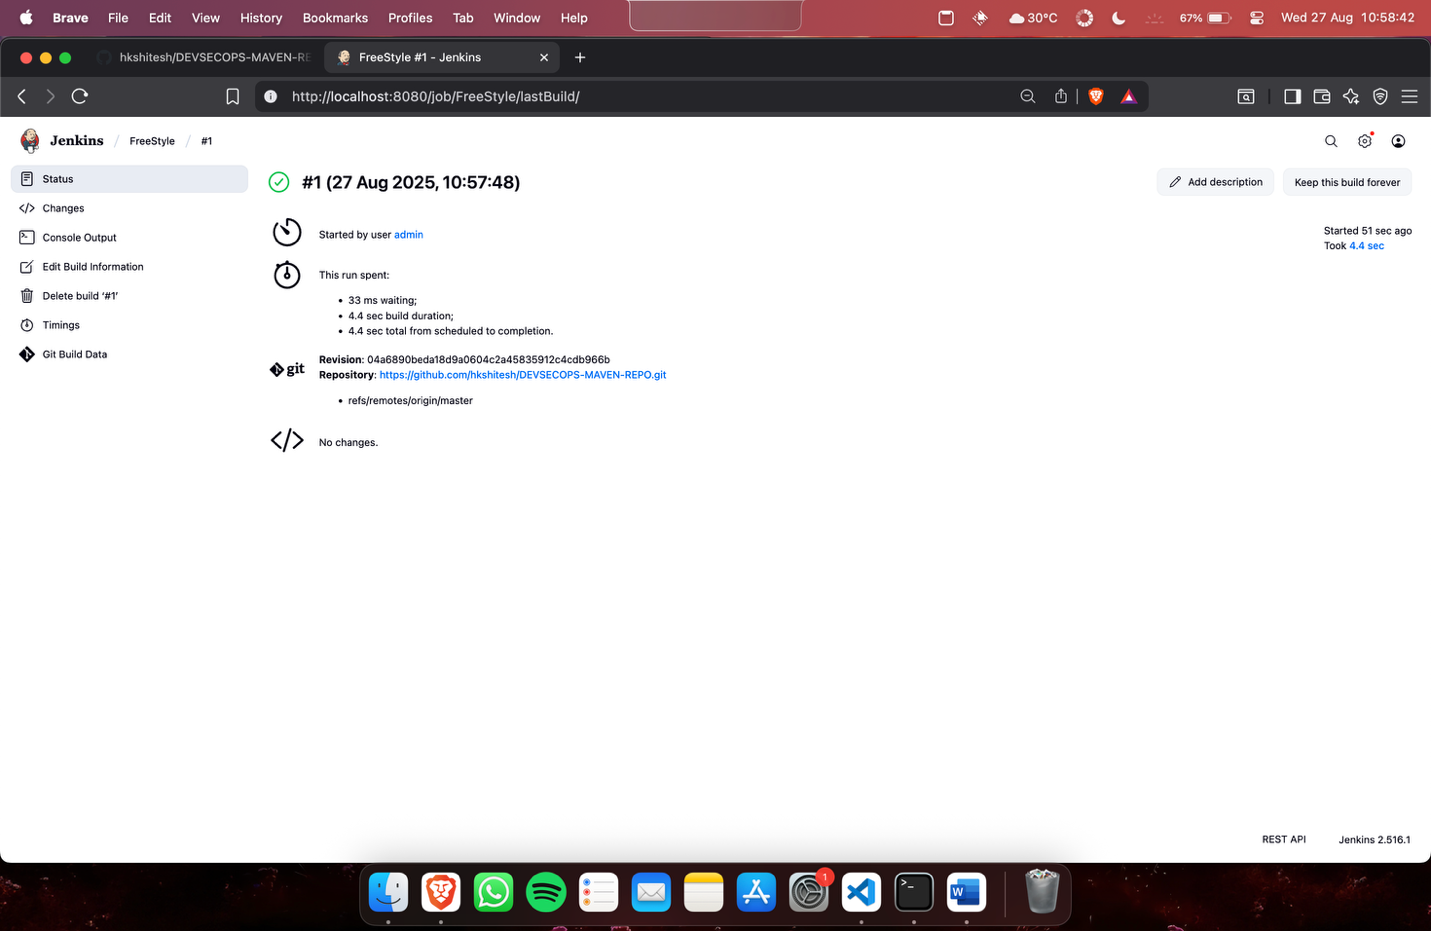 Brave File Edit View History Bookmarks Profiles Tab Window Help 30°C 67% Wed 27 Aug 10:58:42
hkshitesh/DEVSECOPS-MAVEN-RE FreeStyle #1 - Jenkins
http://localhost:8080/job/FreeStyle/lastBuild/
Jenkins / FreeStyle / #1
Status
Changes
Console Output
Edit Build Information
Delete build ‘#1’
Timings
Git Build Data
#1 (27 Aug 2025, 10:57:48)
Add description
Keep this build forever
Started by user admin
Started 51 sec ago
Took 4.4 sec
This run spent:
• 33 ms waiting;
• 4.4 sec build duration;
• 4.4 sec total from scheduled to completion.
git
Revision: 04a6890beda18d9a0604c2a45835912c4cdb966b
Repository: https://github.com/hkshitesh/DEVSECOPS-MAVEN-REPO.git
• refs/remotes/origin/master
No changes.
REST API Jenkins 2.516.1
1
W